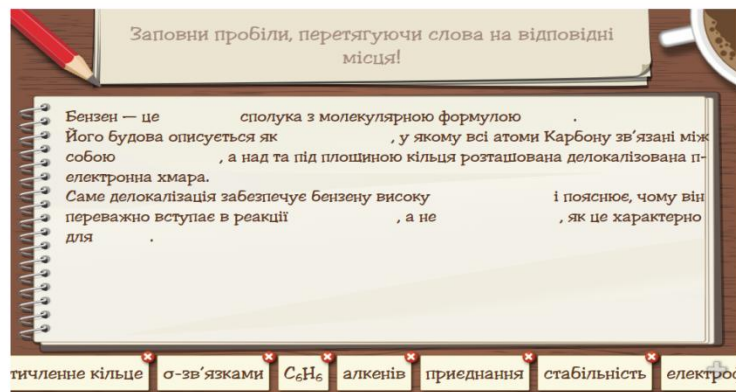 Заповни пробіли, перетягуючи слова на відповідні
місця!
Бензен — це сполука з молекулярною формулою .
Його будова описується як , у якому всі атоми Карбону зв’язані між
собою , а над та під площиною кільця розташована делокалізована π-
електронна хмара.
Саме делокалізація забезпечує бензену високу і пояснює, чому він
переважно вступає в реакції , а не , як це характерно
для .
кільце σ-зв’язками C₆H₆ алкенів приєднання стабільність